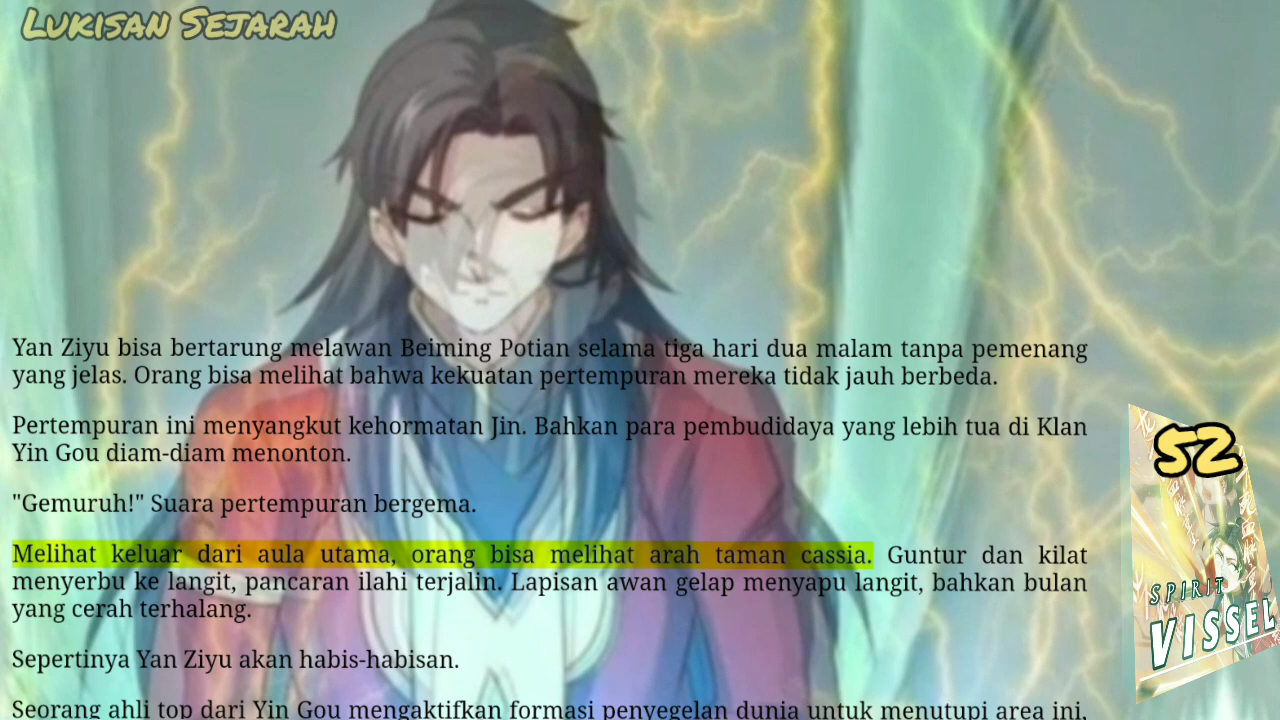 Lukisan Sejarah
Yan Ziyu bisa bertarung melawan Beiming Potian selama tiga hari dua malam tanpa pemenang
yang jelas. Orang bisa melihat bahwa kekuatan pertempuran mereka tidak jauh berbeda.
Pertempuran ini menyangkut kehormatan Jin. Bahkan para pembudidaya yang lebih tua di Klan
Yin Gou diam-diam menonton.
"Gemuruh!" Suara pertempuran bergema.
Melihat keluar dari aula utama, orang bisa melihat arah taman cassia. Guntur dan kilat
menyerbu ke langit, pancaran ilahi terjalin. Lapisan awan gelap menyapu langit, bahkan bulan
yang cerah terhalang.
Sepertinya Yan Ziyu akan habis-habisan.
Seorang ahli top dari Yin Gou mengaktifkan formasi penyegelan dunia untuk menutupi area ini,
SPIRIT
VISSEL